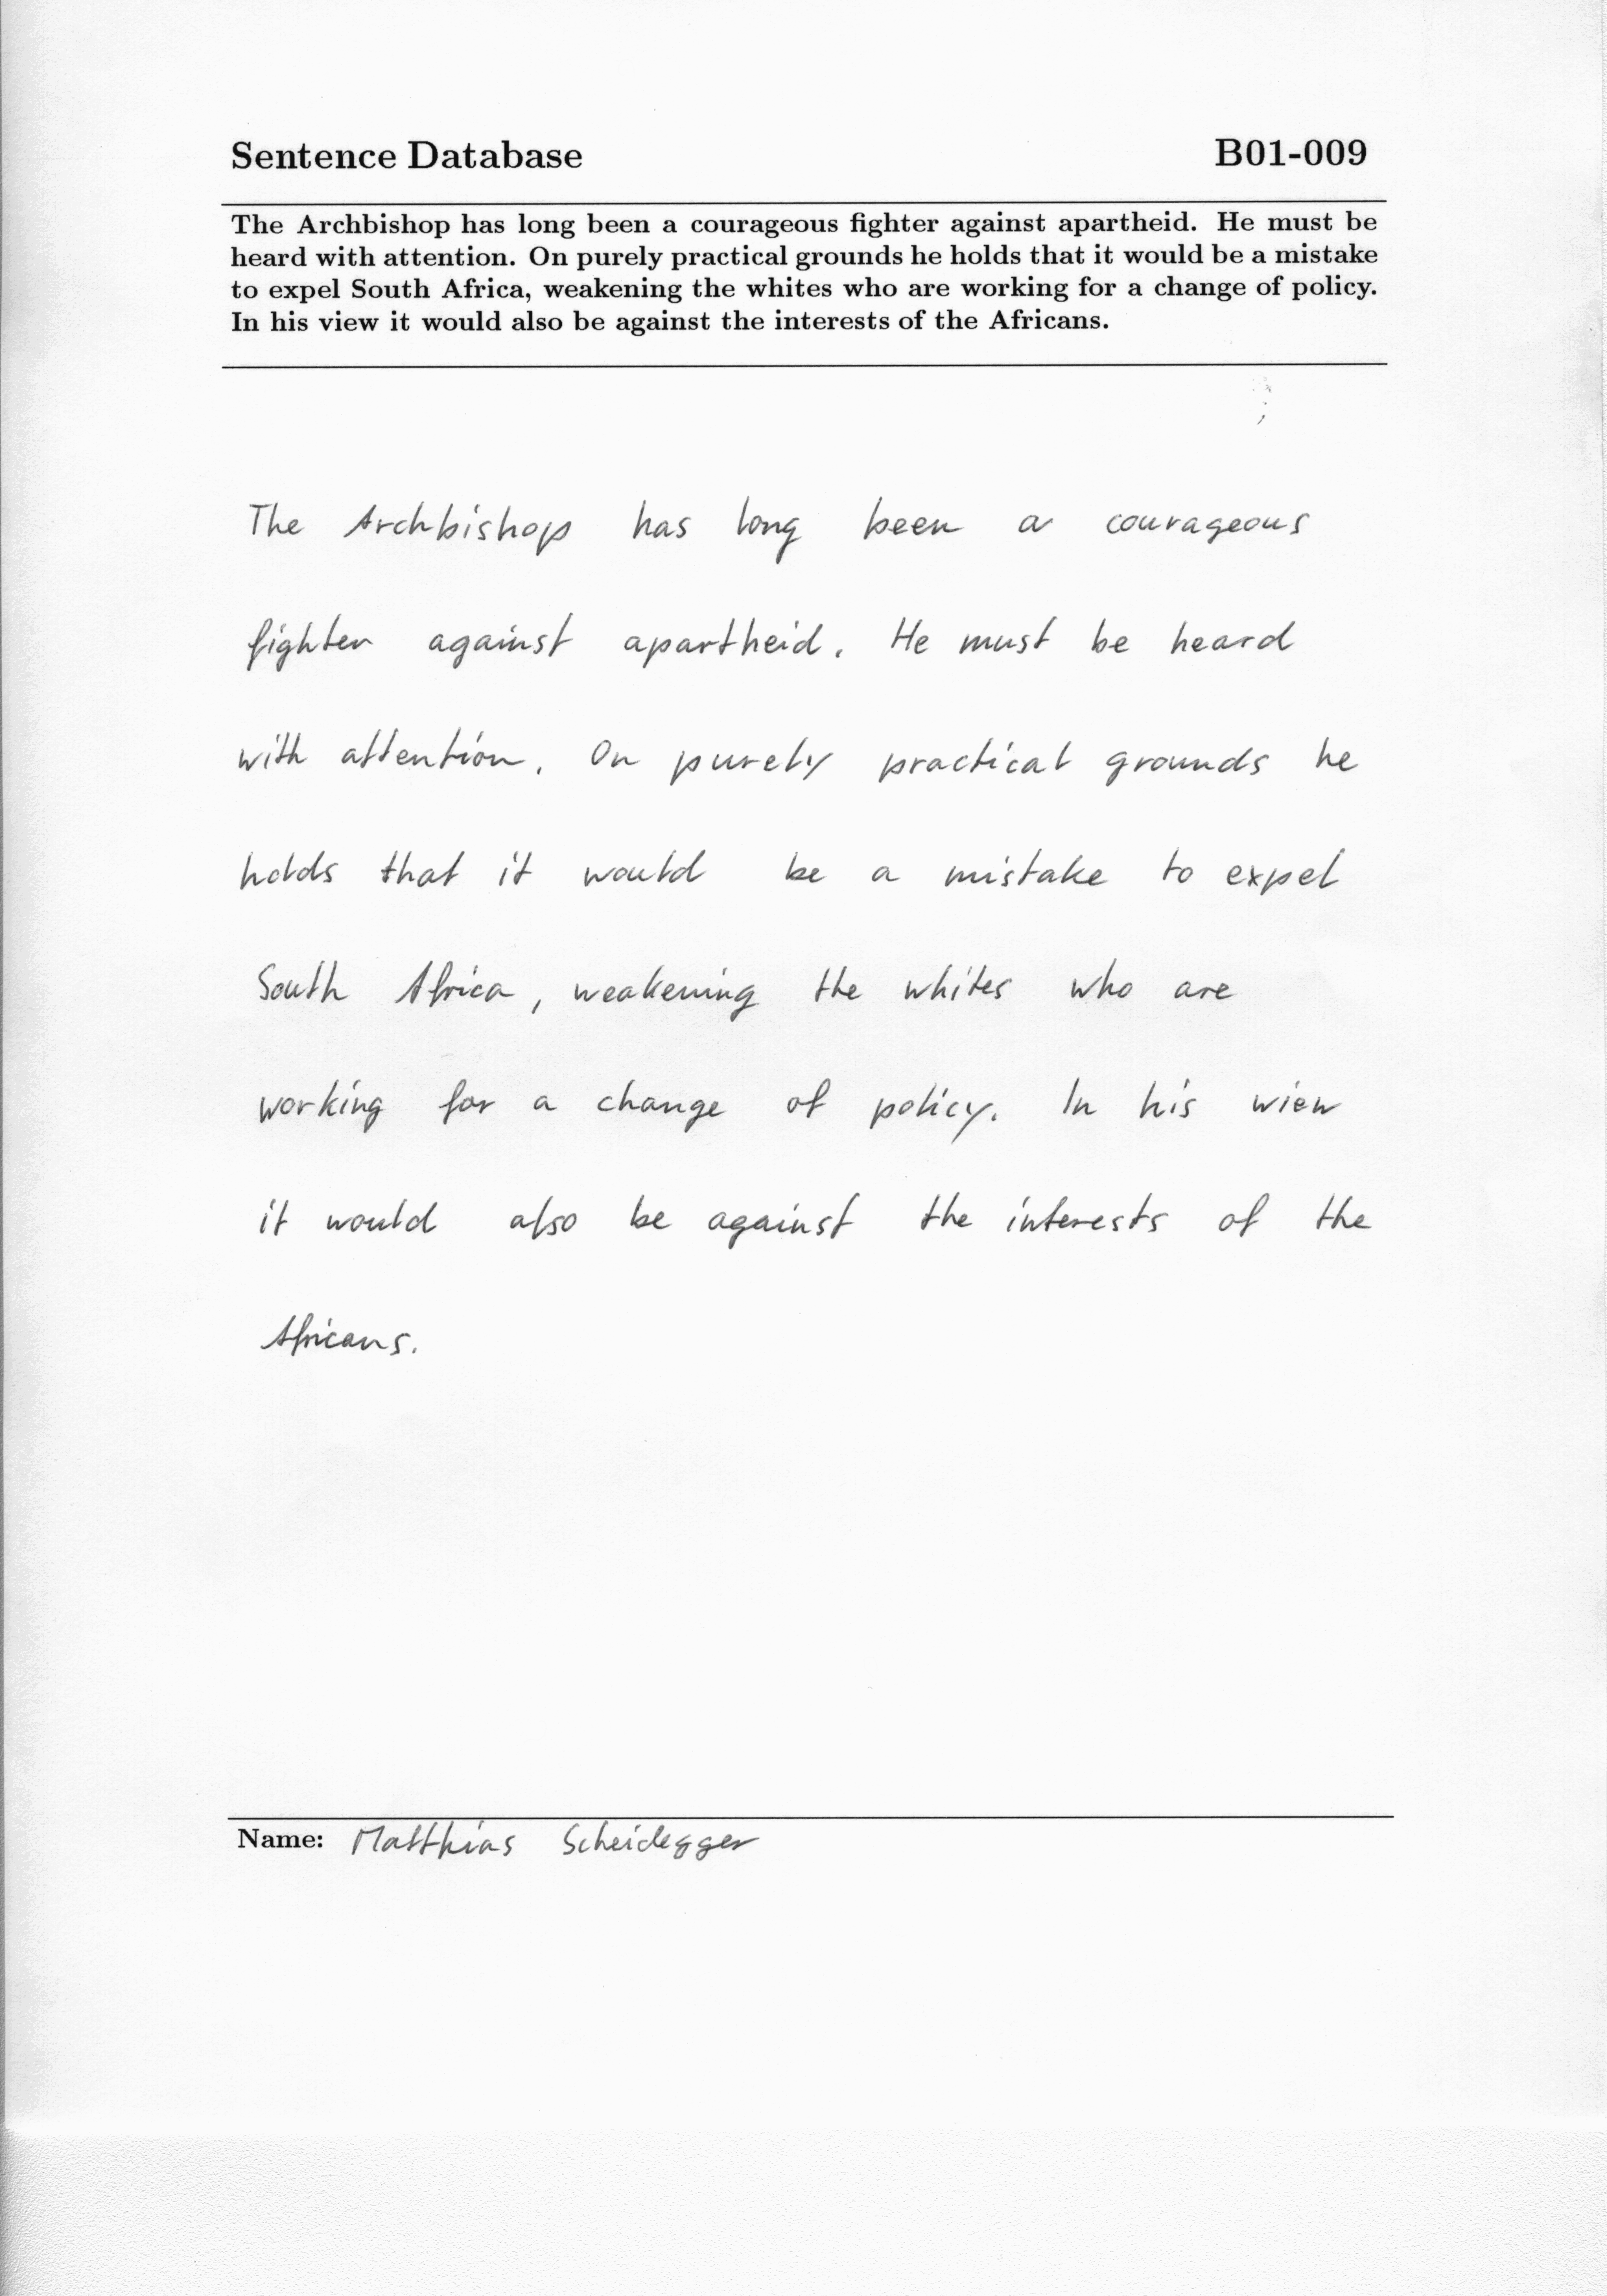 Sentence Database B01-009
The Archbishop has long been a courageous fighter against apartheid. He must be
heard with attention. On purely practical grounds he holds that it would be a mistake
to expel South Africa, weakening the whites who are working for a change of policy.
In his view it would also be against the interests of the Africans.
The Archbishop has long been a courageous
fighter against apartheid. He must be heard
with attention. On purely practical grounds he
holds that it would be a mistake to expel
South Africa, weakening the whites who are
working for a change of policy. In his wiew
it would also be against the interests of the
Africans.
Name: Matthias Scheidegger